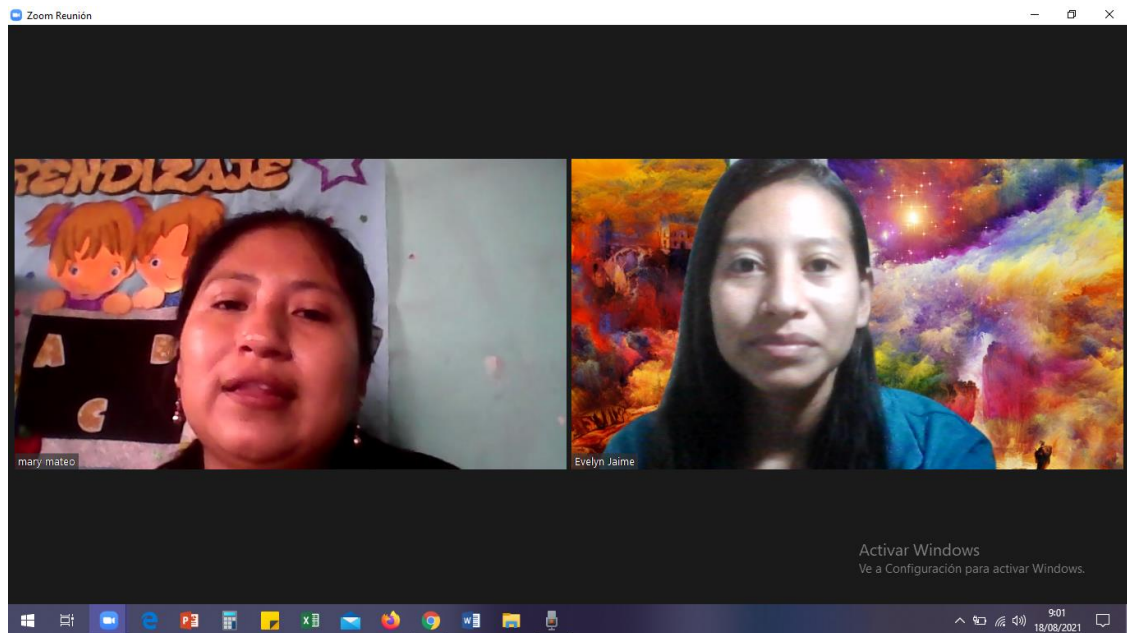 Zoom Reunión
RENDIZAJE
A
B
C
mary mateo
Evelyn Jaime
Activar Windows
Ve a Configuración para activar Windows.
9:01
18/08/2021